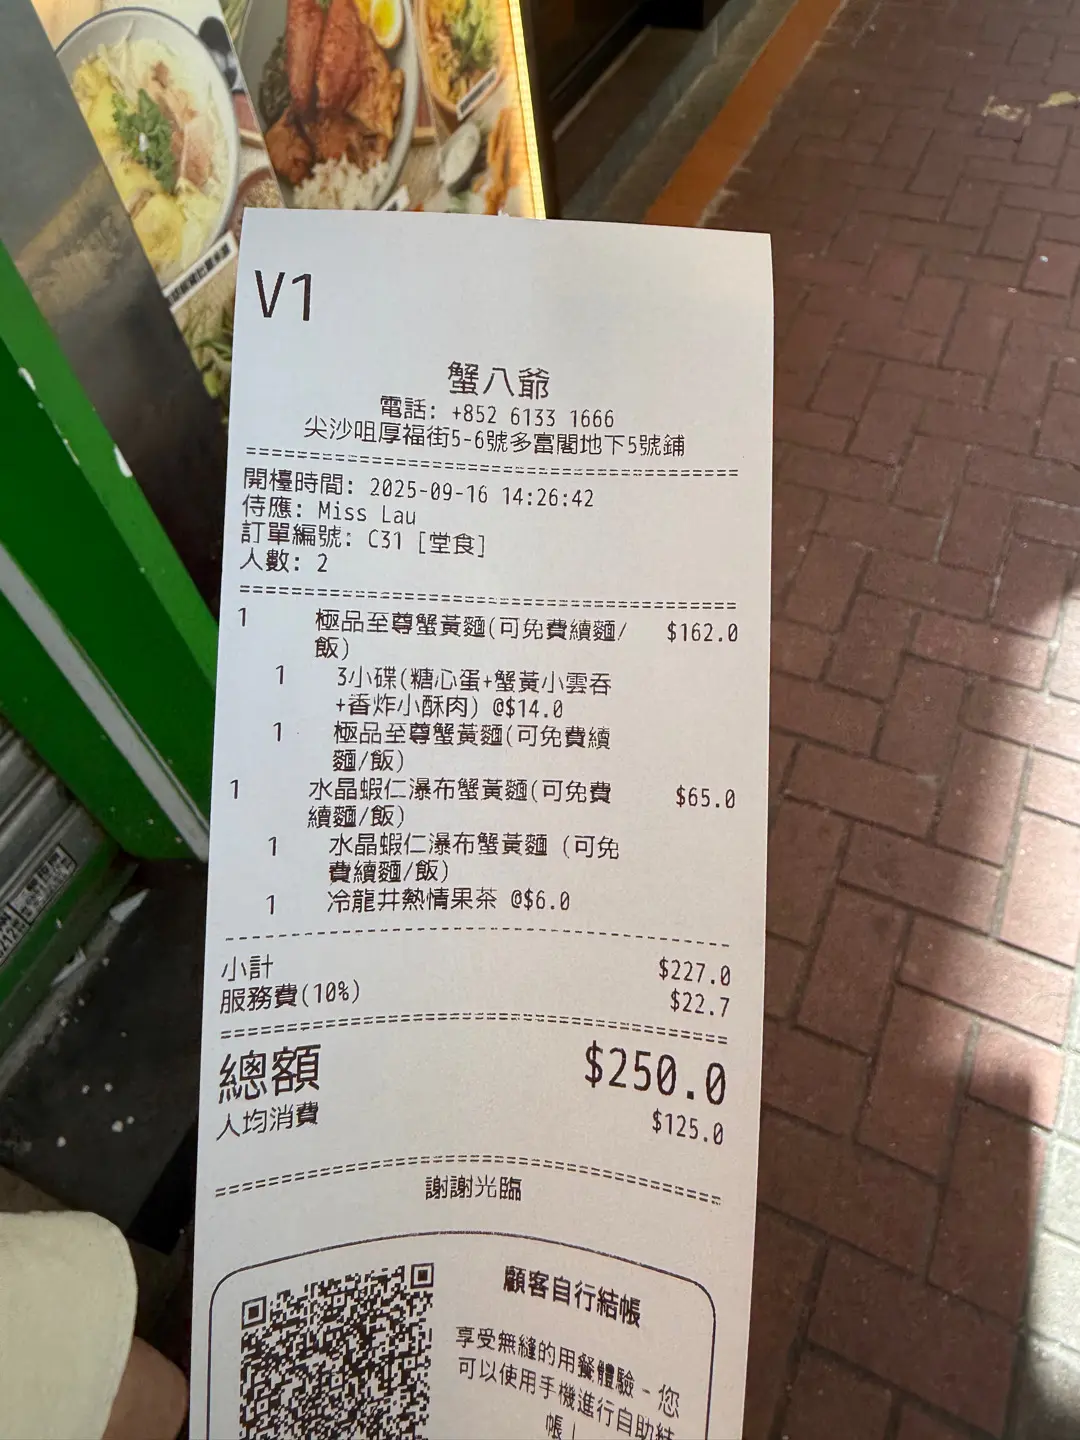 V1
蟹八爺
電話: +852 6133 1666
尖沙咀厚福街5-6號多富閣地下5號鋪
開檯時間: 2025-09-16 14:26:42
侍應: Miss Lau
訂單編號: C31 [堂食]
人數: 2
1 極品至尊蟹黃麵(可免費續麵/ $162.0
飯)
1 3小碟(糖心蛋+蟹黃小雲吞
+香炸小酥肉) @$14.0
1 極品至尊蟹黃麵(可免費續
麵/飯)
1 水晶蝦仁瀑布蟹黃麵(可免費 $65.0
續麵/飯)
1 水晶蝦仁瀑布蟹黃麵 (可免
費續麵/飯)
1 冷龍井熱情果茶 @$6.0
小計 $227.0
服務費(10%) $22.7
總額 $250.0
人均消費 $125.0
謝謝光臨
顧客自行結帳
享受無縫的用餐體驗 - 您
可以使用手機進行自助結
帳!